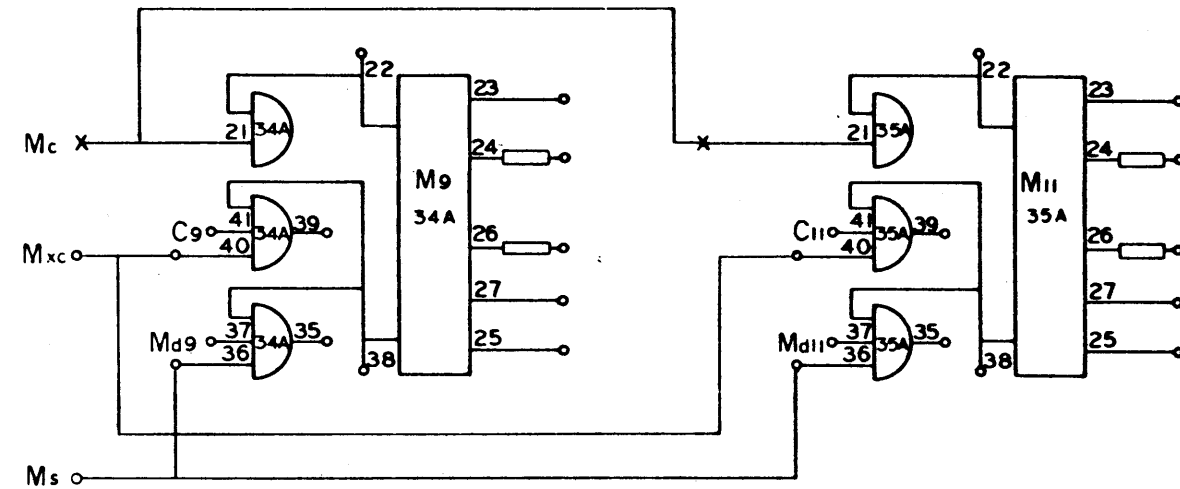 22 22
23 23
Mc 21 34A 21 35A
24 24
M9 M11
34A 35A
C9 41 34A 39 C11 41 35A 39
Mxc 40 40
26 26
27 27
Md9 37 34A 35 Md11 37 35A 35
36 36
25 25
38 38
Ms